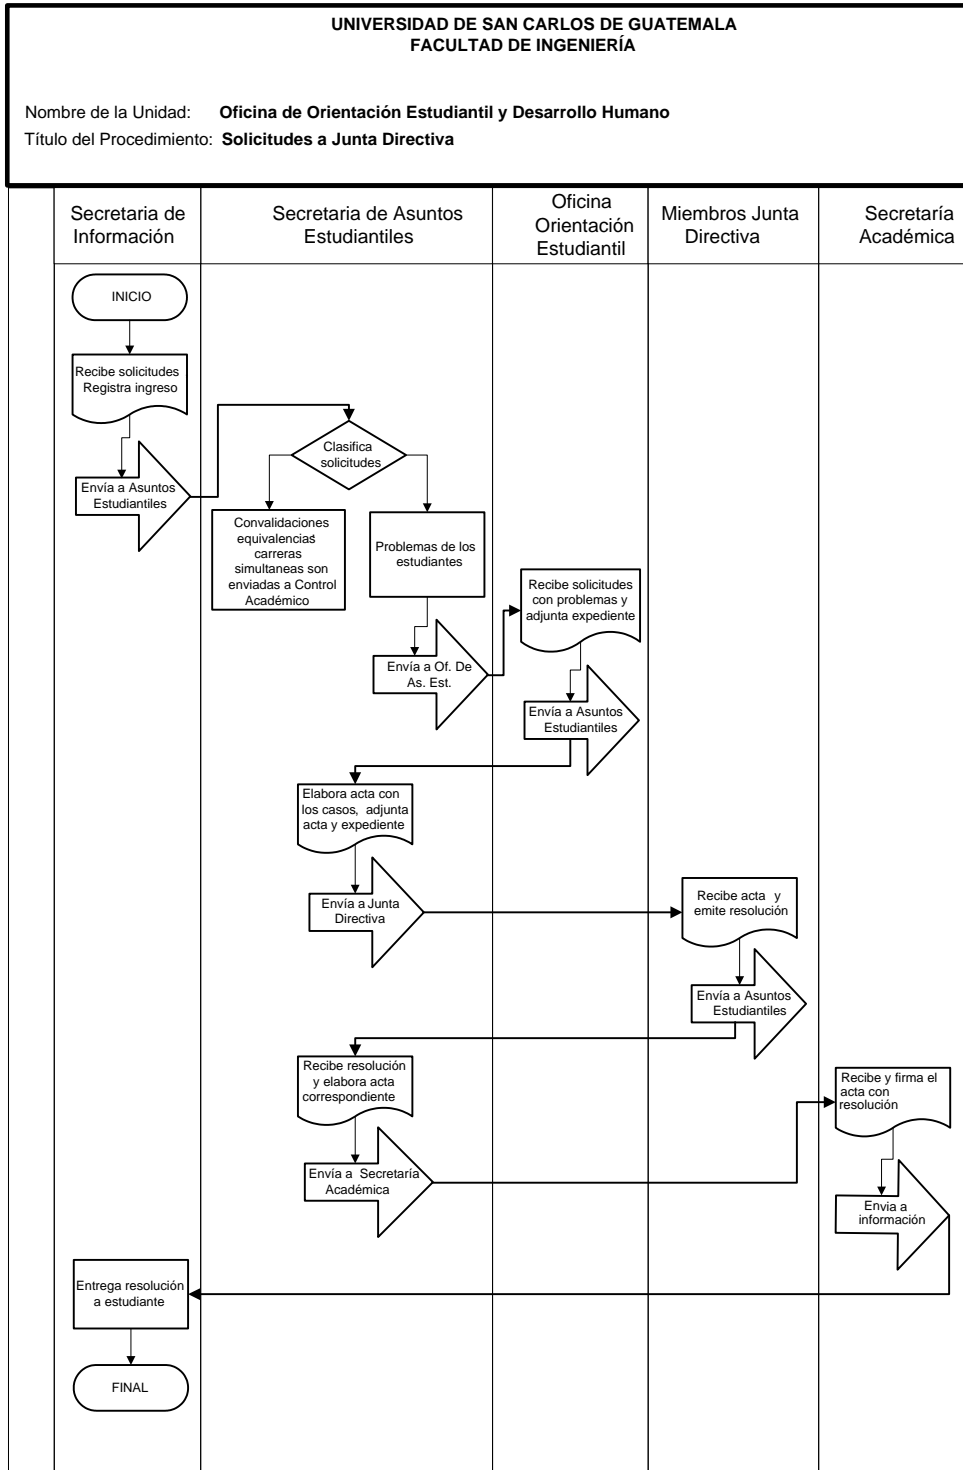 UNIVERSIDAD DE SAN CARLOS DE GUATEMALA
FACULTAD DE INGENIERÍA
Nombre de la Unidad: Oficina de Orientación Estudiantil y Desarrollo Humano
Título del Procedimiento: Solicitudes a Junta Directiva
Secretaria de
Información
Secretaria de Asuntos
Estudiantiles
Oficina
Orientación
Estudiantil
Miembros Junta
Directiva
Secretaría
Académica
INICIO
Recibe solicitudes
Registra ingreso
Envía a Asuntos
Estudiantiles
Clasifica
solicitudes
Convalidaciones
equivalencias
carreras
simultaneas son
enviadas a Control
Académico
Problemas de los
estudiantes
Envía a Of. De
As. Est.
Recibe solicitudes
con problemas y
adjunta expediente
Envía a Asuntos
Estudiantiles
Elabora acta con
los casos, adjunta
acta y expediente
Envía a Junta
Directiva
Recibe acta y
emite resolución
Envía a Asuntos
Estudiantiles
Recibe resolución
y elabora acta
correspondiente
Envía a Secretaría
Académica
Recibe y firma el
acta con
resolución
Envia a
información
Entrega resolución
a estudiante
FINAL